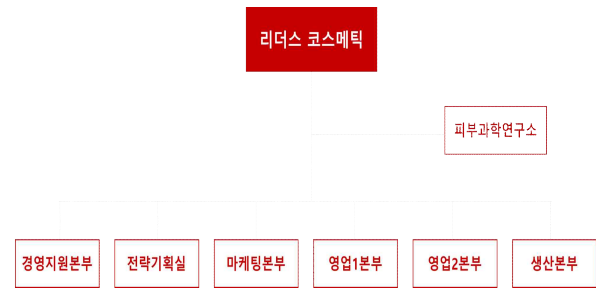 리더스 코스메틱
피부과학연구소
경영지원본부
전략기획실
마케팅본부
영업1본부
영업2본부
생산본부